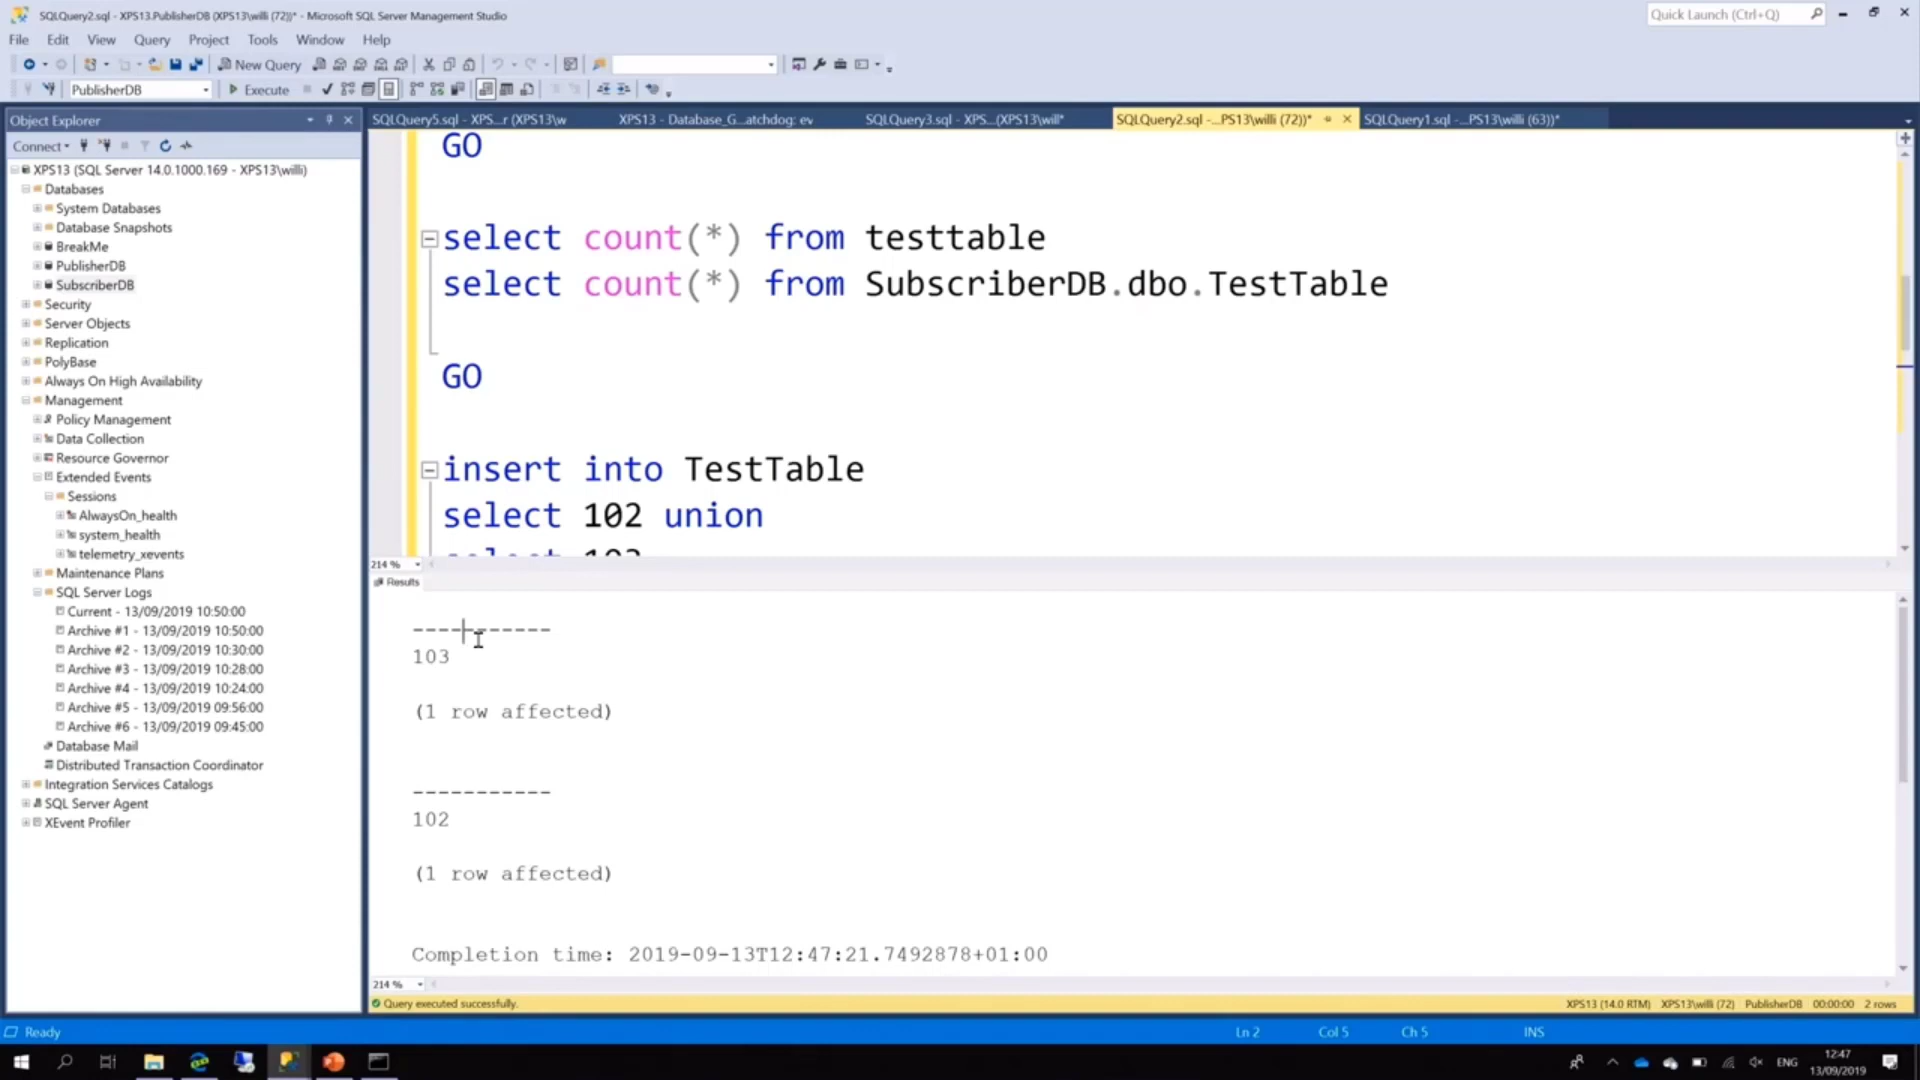 SQLQuery2.sql - XPS13.PublisherDB (XPS13\willi (72))* - Microsoft SQL Server Management Studio
Quick Launch (Ctrl+Q)
File Edit View Query Project Tools Window Help
New Query
PublisherDB
Execute
Object Explorer
SQLQuery5.sql - XPS...r (XPS13\w
XPS13 - Database_G...atchdog: ev
SQLQuery3.sql - XPS...(XPS13\will*
SQLQuery2.sql -...PS13\willi (72))*
SQLQuery1.sql -...PS13\willi (63))*
Connect
XPS13 (SQL Server 14.0.1000.169 - XPS13\willi)
Databases
System Databases
Database Snapshots
BreakMe
PublisherDB
SubscriberDB
Security
Server Objects
Replication
PolyBase
Always On High Availability
Management
Policy Management
Data Collection
Resource Governor
Extended Events
Sessions
AlwaysOn_health
system_health
telemetry_xevents
Maintenance Plans
SQL Server Logs
Current - 13/09/2019 10:50:00
Archive #1 - 13/09/2019 10:50:00
Archive #2 - 13/09/2019 10:30:00
Archive #3 - 13/09/2019 10:28:00
Archive #4 - 13/09/2019 10:24:00
Archive #5 - 13/09/2019 09:56:00
Archive #6 - 13/09/2019 09:45:00
Database Mail
Distributed Transaction Coordinator
Integration Services Catalogs
SQL Server Agent
XEvent Profiler
GO
select count(*) from testtable
select count(*) from SubscriberDB.dbo.TestTable
GO
insert into TestTable
select 102 union
select 103
214 %
Results
-----------
103
(1 row affected)
-----------
102
(1 row affected)
Completion time: 2019-09-13T12:47:21.7492878+01:00
214 %
Query executed successfully.
XPS13 (14.0 RTM) XPS13\willi (72) PublisherDB 00:00:00 2 rows
Ready
Ln 2 Col 5 Ch 5 INS
ENG
12:47
13/09/2019